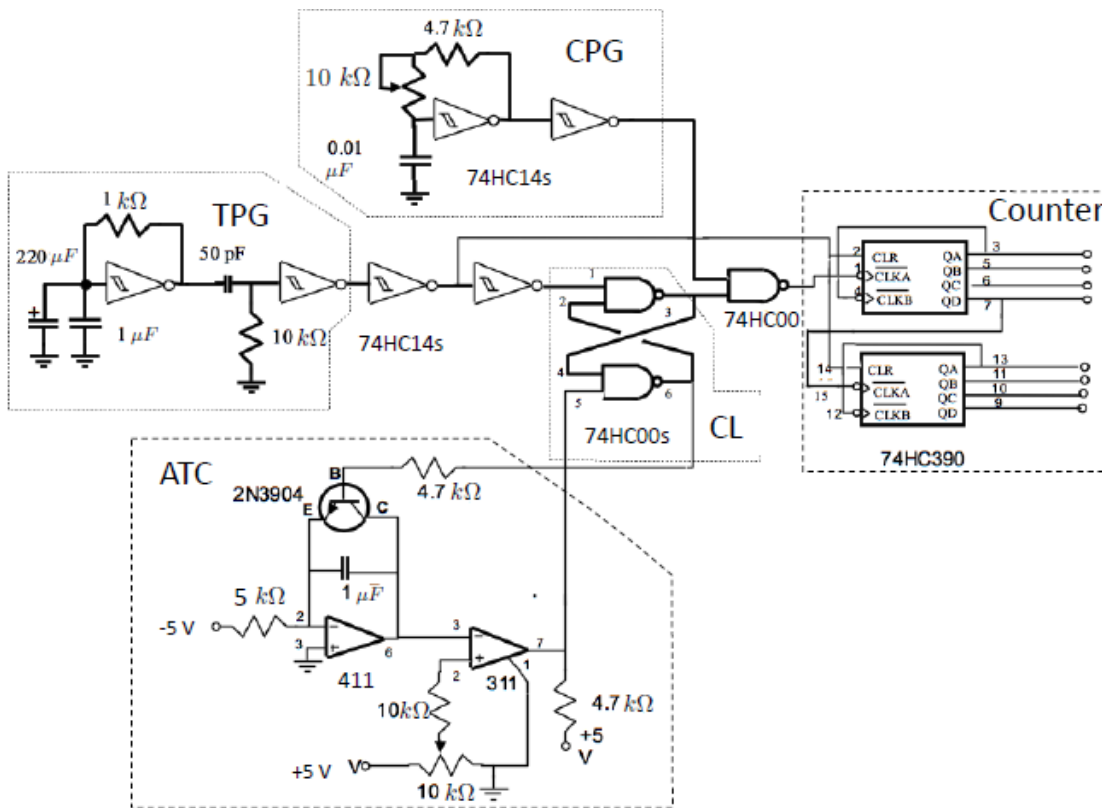 4.7 kΩ
CPG
10 kΩ
0.01
μF
74HC14s
1 kΩ
TPG
50 pF
220 μF
+
1 μF
10 kΩ
74HC14s
1
2
3
4
5
6
74HC00
74HC00s
CL
Counter
2 CLR QA 3
1 CLKA QB 5
QC 6
4 CLKB QD 7
14 CLR QA 13
QB 11
15 CLKA QC 10
12 CLKB QD 9
74HC390
ATC
2N3904
B
E
C
4.7 kΩ
1 μF
5 kΩ
-5 V
2 −
3 +
6
411
3 −
2 +
7
1
311
10kΩ
4.7 kΩ
+5
V
+5 V V
10 kΩ